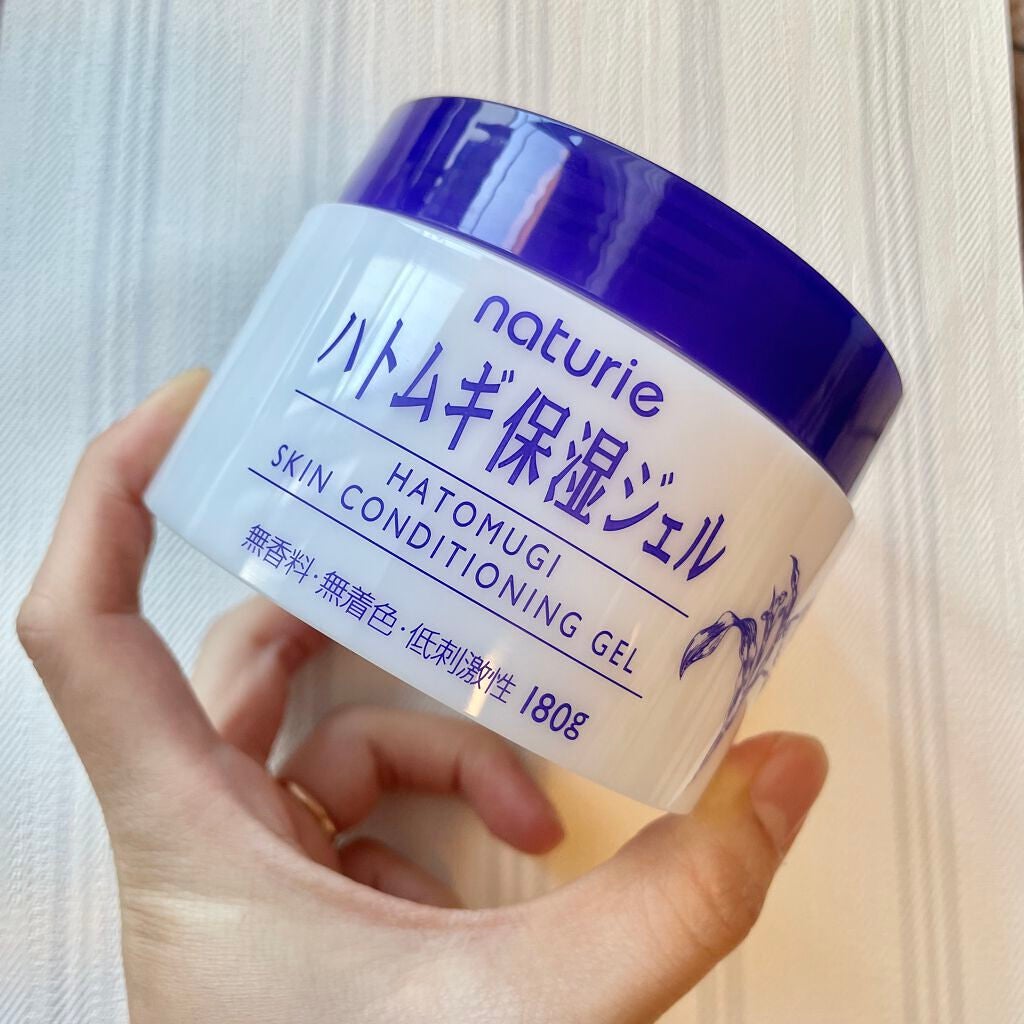 naturie
ハトムギ保湿ジェル
HATOMUGI
SKIN CONDITIONING GEL
無香料・無着色・低刺激性 180g